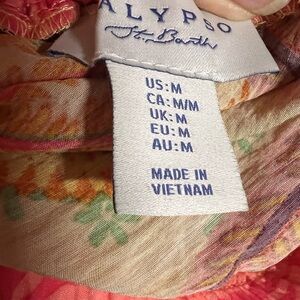 ALYPSO
St. Barth
US: M
CA: M/M
UK: M
EU: M
AU: M
MADE IN
VIETNAM